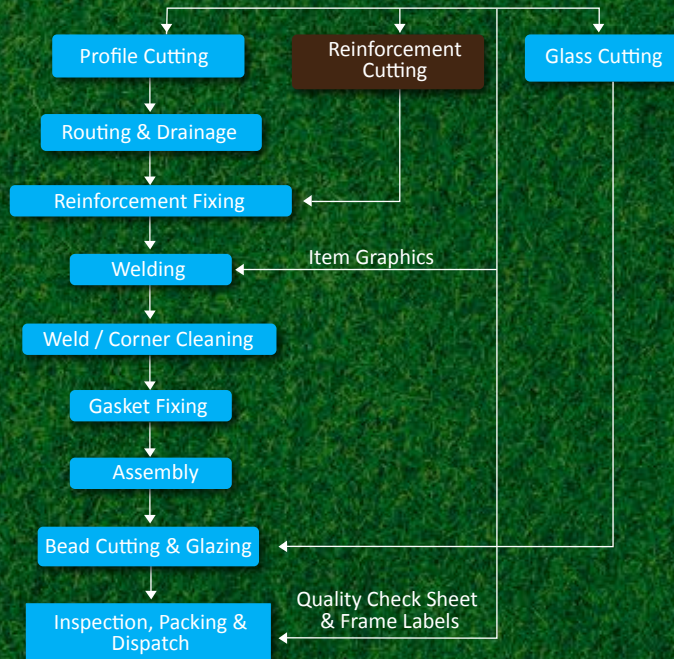 Profile Cutting
Reinforcement
Cutting
Glass Cutting
Routing & Drainage
Reinforcement Fixing
Welding
Item Graphics
Weld / Corner Cleaning
Gasket Fixing
Assembly
Bead Cutting & Glazing
Quality Check Sheet
& Frame Labels
Inspection, Packing &
Dispatch